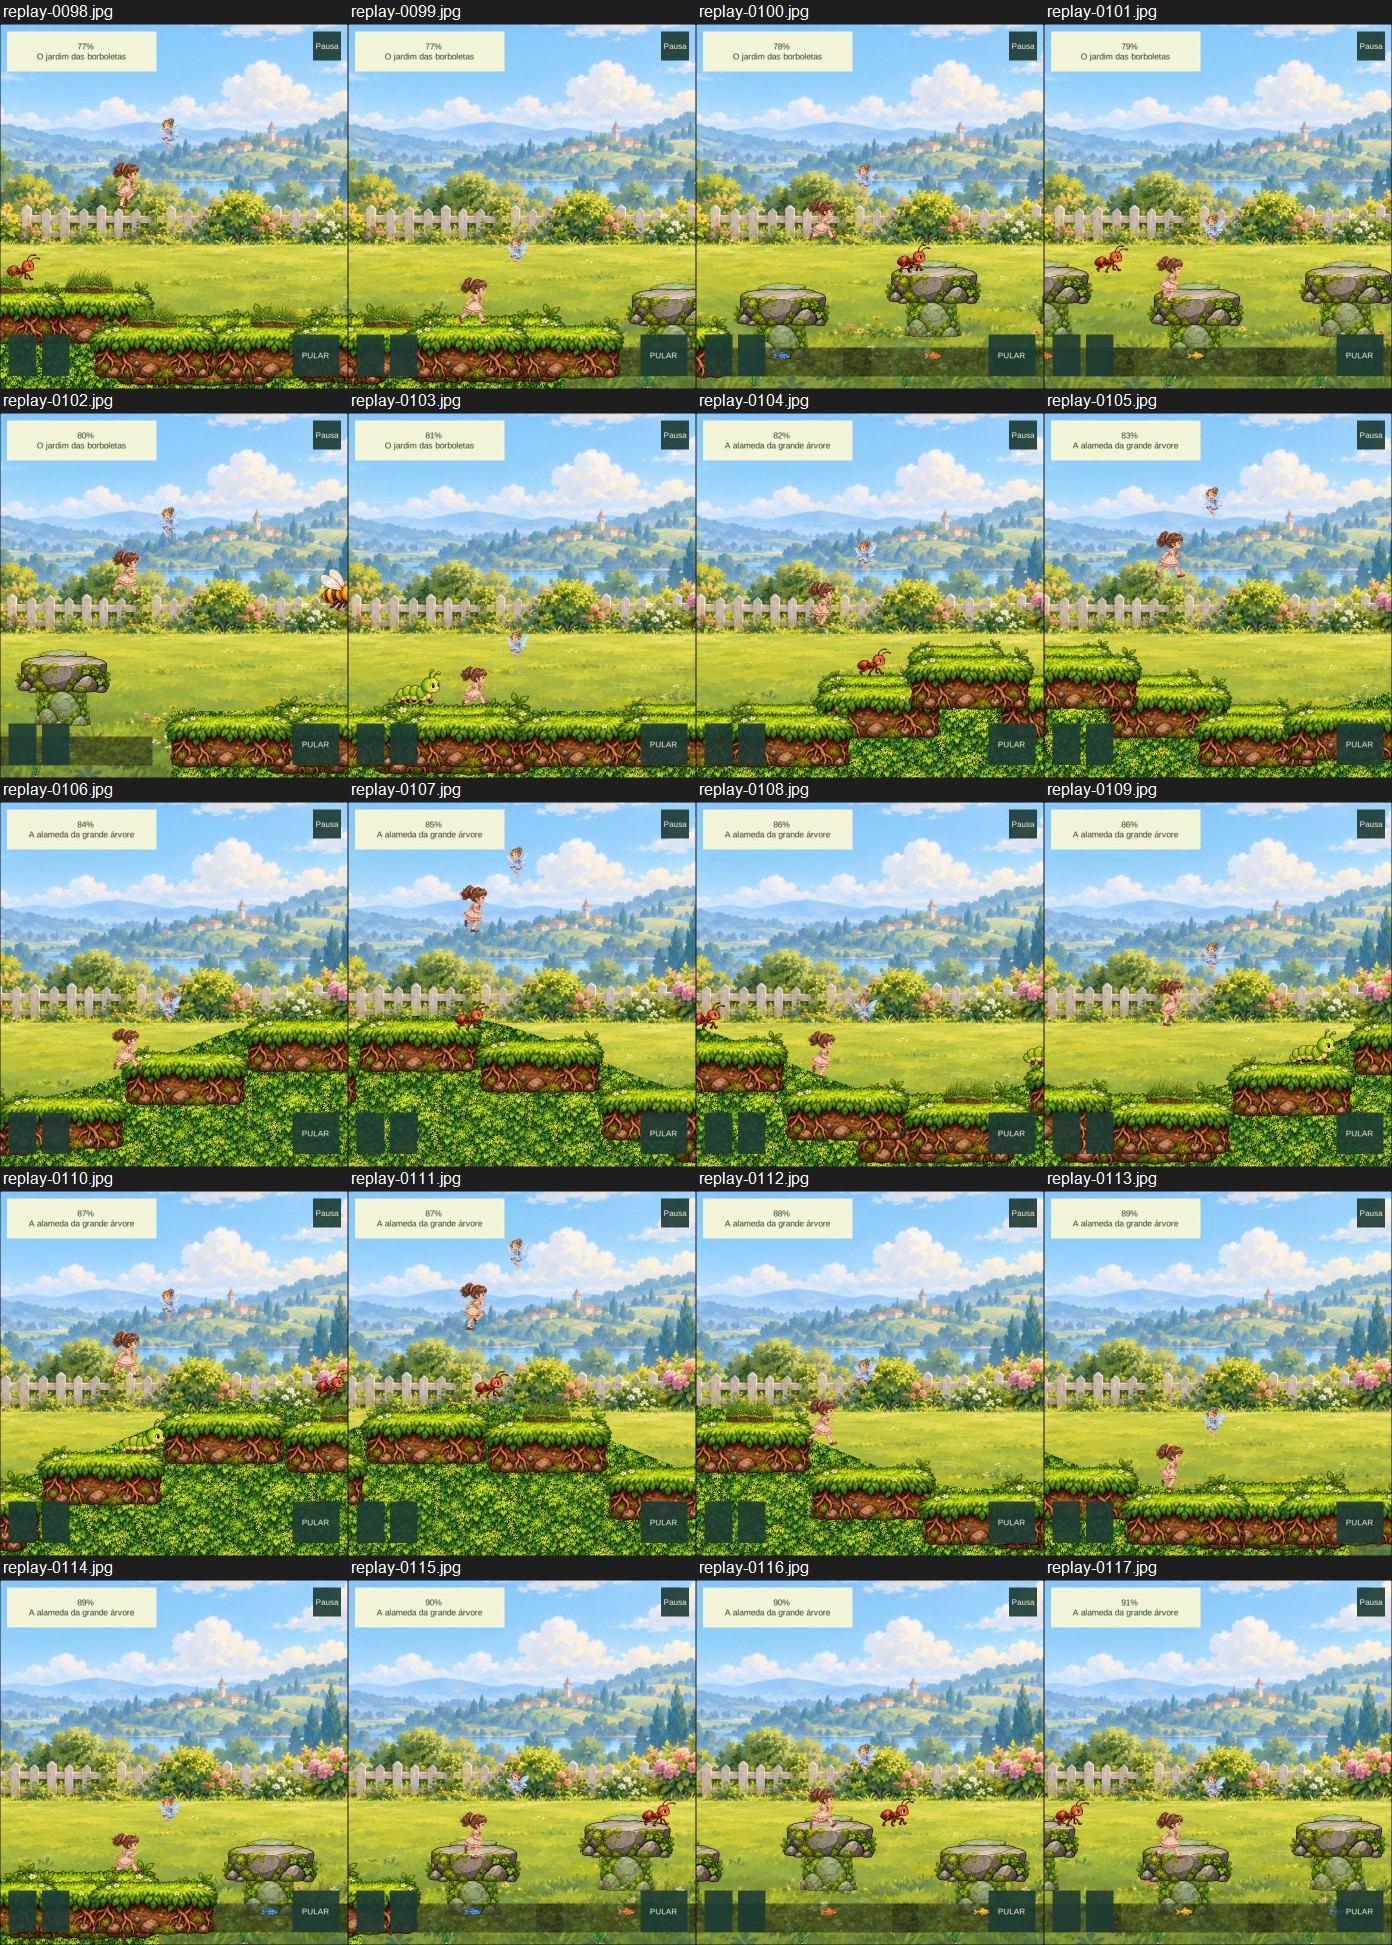 replay-0098.jpg
77%
O jardim das borboletas
Pausa
PULAR
replay-0099.jpg
77%
O jardim das borboletas
Pausa
PULAR
replay-0100.jpg
78%
O jardim das borboletas
Pausa
PULAR
replay-0101.jpg
79%
O jardim das borboletas
Pausa
PULAR
replay-0102.jpg
80%
O jardim das borboletas
Pausa
PULAR
replay-0103.jpg
81%
O jardim das borboletas
Pausa
PULAR
replay-0104.jpg
82%
A alameda da grande árvore
Pausa
PULAR
replay-0105.jpg
83%
A alameda da grande árvore
Pausa
PULAR
replay-0106.jpg
84%
A alameda da grande árvore
Pausa
PULAR
replay-0107.jpg
85%
A alameda da grande árvore
Pausa
PULAR
replay-0108.jpg
86%
A alameda da grande árvore
Pausa
PULAR
replay-0109.jpg
86%
A alameda da grande árvore
Pausa
PULAR
replay-0110.jpg
87%
A alameda da grande árvore
Pausa
PULAR
replay-0111.jpg
87%
A alameda da grande árvore
Pausa
PULAR
replay-0112.jpg
88%
A alameda da grande árvore
Pausa
PULAR
replay-0113.jpg
89%
A alameda da grande árvore
Pausa
PULAR
replay-0114.jpg
89%
A alameda da grande árvore
Pausa
PULAR
replay-0115.jpg
90%
A alameda da grande árvore
Pausa
PULAR
replay-0116.jpg
90%
A alameda da grande árvore
Pausa
PULAR
replay-0117.jpg
91%
A alameda da grande árvore
Pausa
PULAR